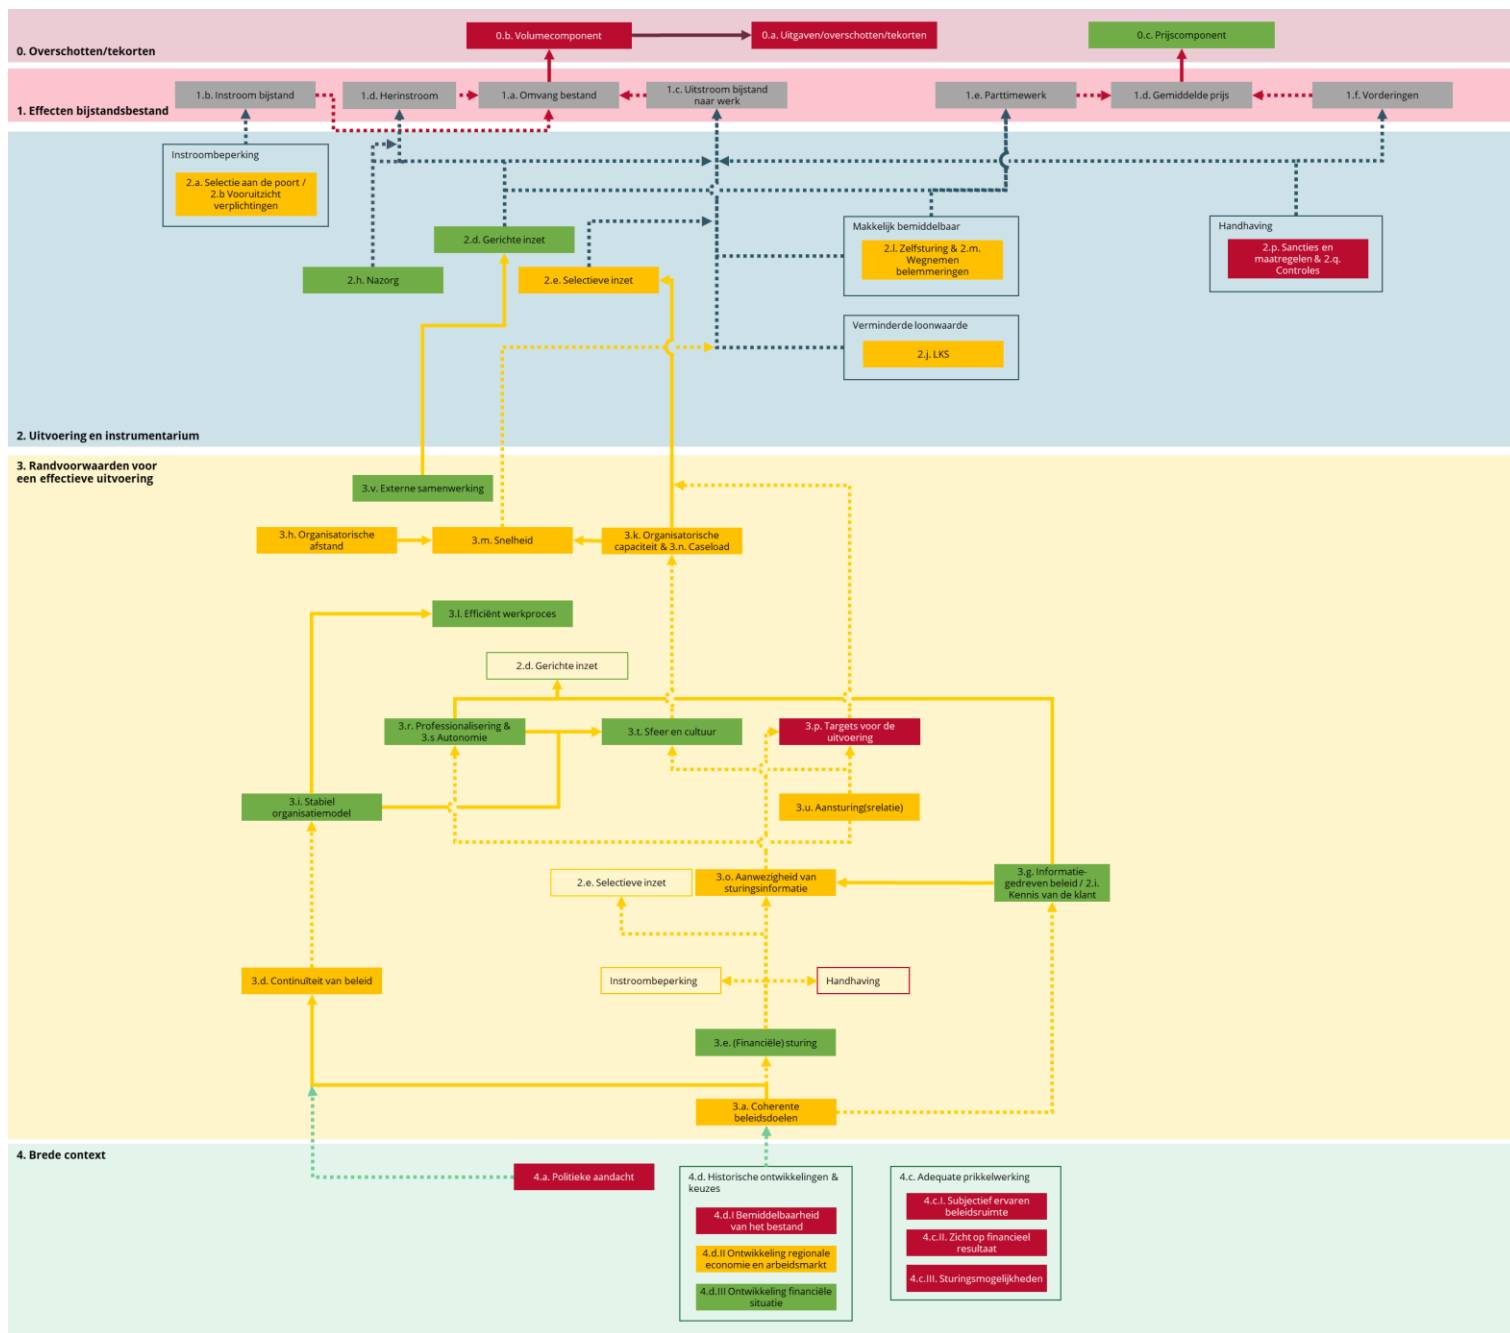 0. Overschotten/tekorten
0.b. Volumecomponent
0.a. Uitgaven/overschotten/tekorten
0.c. Prijscomponent
1. Effecten bijstandsbestand
1.b. Instroom bijstand
1.d. Herinstroom
1.a. Omvang bestand
1.c. Uitstroom bijstand
naar werk
1.e. Parttimewerk
1.d. Gemiddelde prijs
1.f. Vorderingen
Instroombeperking
2.a. Selectie aan de poort /
2.b Vooruitzicht
verplichtingen
2.d. Gerichte inzet
2.h. Nazorg
2.e. Selectieve inzet
Makkelijk bemiddelbaar
2.l. Zelfsturing & 2.m.
Wegnemen
belemmeringen
Handhaving
2.p. Sancties en
maatregelen & 2.q.
Controles
Verminderde loonwaarde
2.j. LKS
2. Uitvoering en instrumentarium
3. Randvoorwaarden voor
een effectieve uitvoering
3.v. Externe samenwerking
3.h. Organisatorische
afstand
3.m. Snelheid
3.k. Organisatorische
capaciteit & 3.n. Caseload
3.l. Efficiënt werkproces
2.d. Gerichte inzet
3.r. Professionalisering &
3.s Autonomie
3.t. Sfeer en cultuur
3.p. Targets voor de
uitvoering
3.i. Stabiel
organisatiemodel
3.u. Aansturing(srelatie)
2.e. Selectieve inzet
3.o. Aanwezigheid van
sturingsinformatie
3.g. Informatie-
gedreven beleid / 2.i.
Kennis van de klant
3.d. Continuïteit van beleid
Instroombeperking
Handhaving
3.e. (Financiële) sturing
3.a. Coherente
beleidsdoelen
4. Brede context
4.a. Politieke aandacht
4.d. Historische ontwikkelingen &
keuzes
4.d.I Bemiddelbaarheid
van het bestand
4.d.II Ontwikkeling regionale
economie en arbeidsmarkt
4.d.III Ontwikkeling financiële
situatie
4.c. Adequate prikkelwerking
4.c.I. Subjectief ervaren
beleidsruimte
4.c.II. Zicht op financieel
resultaat
4.c.III. Sturingsmogelijkheden